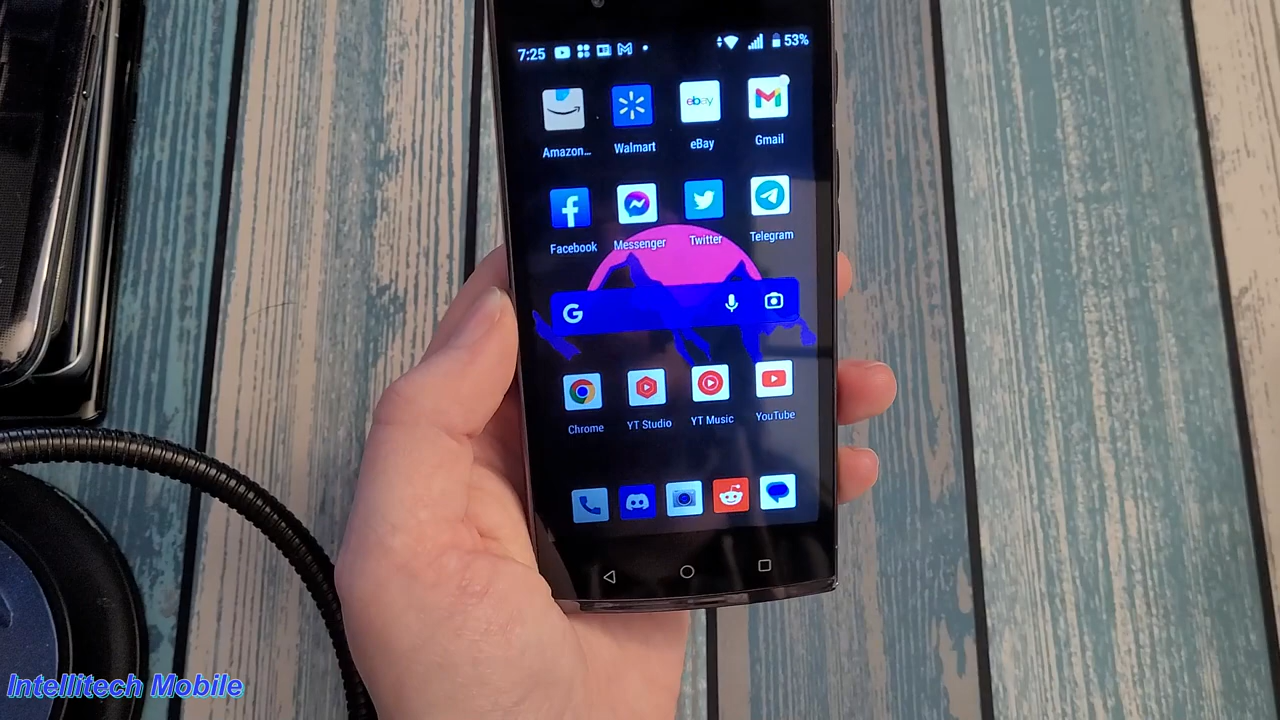 7:25 53%
Amazon... Walmart ebay eBay Gmail
Facebook Messenger Twitter Telegram
G
Chrome YT Studio YT Music YouTube
Intellitech Mobile